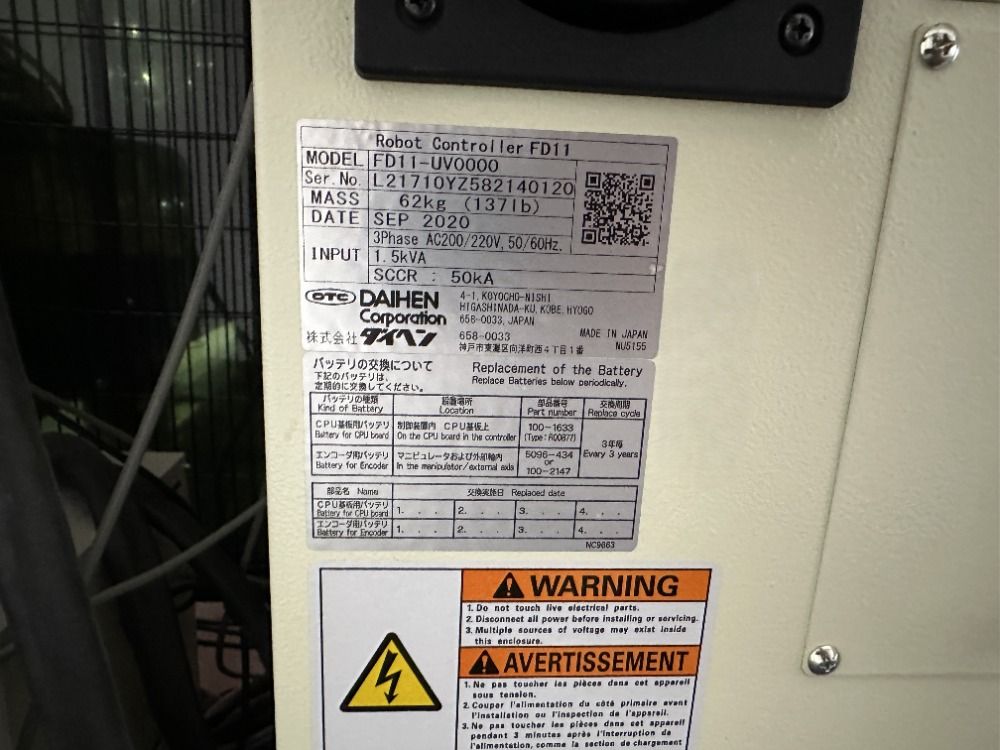 Robot Controller FD11
MODEL FD11-UV0000
Ser.No. L21710YZ582140120
MASS 62kg (137lb)
DATE SEP 2020
INPUT 3Phase AC200/220V, 50/60Hz.
1.5kVA
SCCR : 50kA
OTC DAIHEN Corporation
4-1, KOYOCHO-NISHI
HIGASHINADA-KU, KOBE, HYOGO
658-0033, JAPAN
株式会社ダイヘン
658-0033
神戸市東灘区向洋町西4丁目1番
MADE IN JAPAN
NU5155
バッテリの交換について
下記のバッテリは、
定期的に交換してください。
Replacement of the Battery
Replace Batteries below periodically.
バッテリの種類 設置場所 部品番号 交換周期
Kind of Battery Location Part number Replace cycle
CPU基板用バッテリ 制御装置内 CPU基板上 100-1633
Battery for CPU board On the CPU board in the controller (Type:R00877)
3年毎
Every 3 years
エンコーダ用バッテリ マニピュレータおよび外部軸内 5096-434
Battery for Encoder In the manipulator/external axis or
100-2147
部品名 Name 交換実施日 Replaced date
CPU基板用バッテリ
Battery for CPU board 1. . . 2. . . 3. . . 4. . .
エンコーダ用バッテリ
Battery for Encoder 1. . . 2. . . 3. . . 4. . .
NC9663
WARNING
1. Do not touch live electrical parts.
2. Disconnect all power before installing or servicing.
3. Multiple sources of voltage may exist inside
this enclosure.
AVERTISSEMENT
1. Ne pas toucher les pièces dans cet appareil
sous tension.
2. Couper l'alimentation du côté primaire avant
l'installation ou l'inspection de l'appareil.
3. Ne pas toucher les pièces dans cet appareil
pendant 3 minutes après l'interruption de
l'alimentation, comme la section de chargement